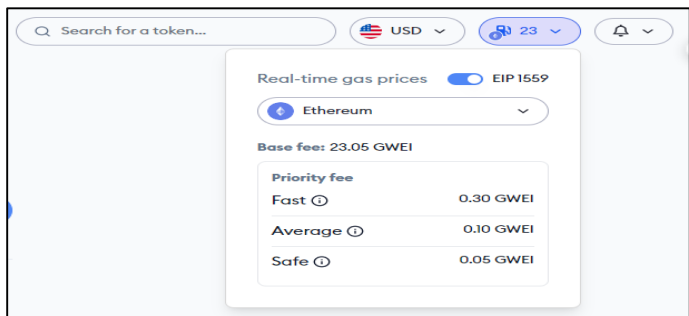 Search for a token...
USD
23
Real-time gas prices EIP 1559
Ethereum
Base fee: 23.05 GWEI
Priority fee
Fast 0.30 GWEI
Average 0.10 GWEI
Safe 0.05 GWEI